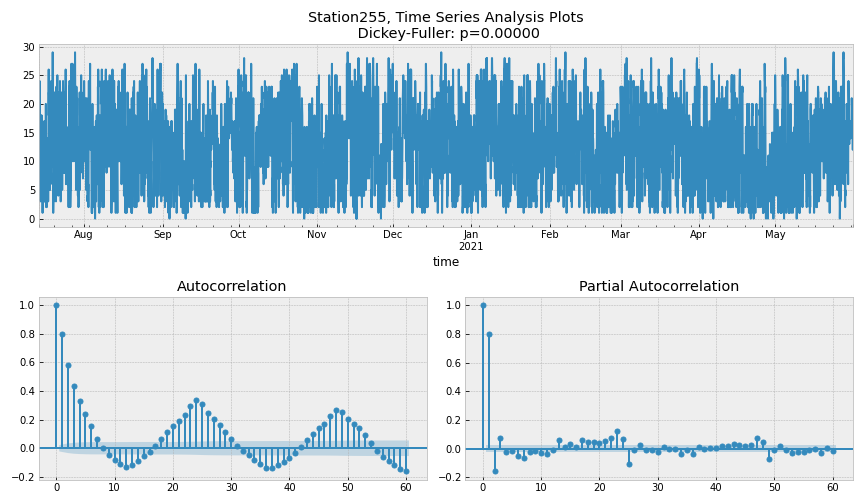 Station255, Time Series Analysis Plots
Dickey-Fuller: p=0.00000
30
25
20
15
10
5
0
Aug Sep Oct Nov Dec Jan Feb Mar Apr May
2021
time
Autocorrelation Partial Autocorrelation
1.0 1.0
0.8 0.8
0.6 0.6
0.4 0.4
0.2 0.2
0.0 0.0
−0.2 −0.2
0 10 20 30 40 50 60 0 10 20 30 40 50 60